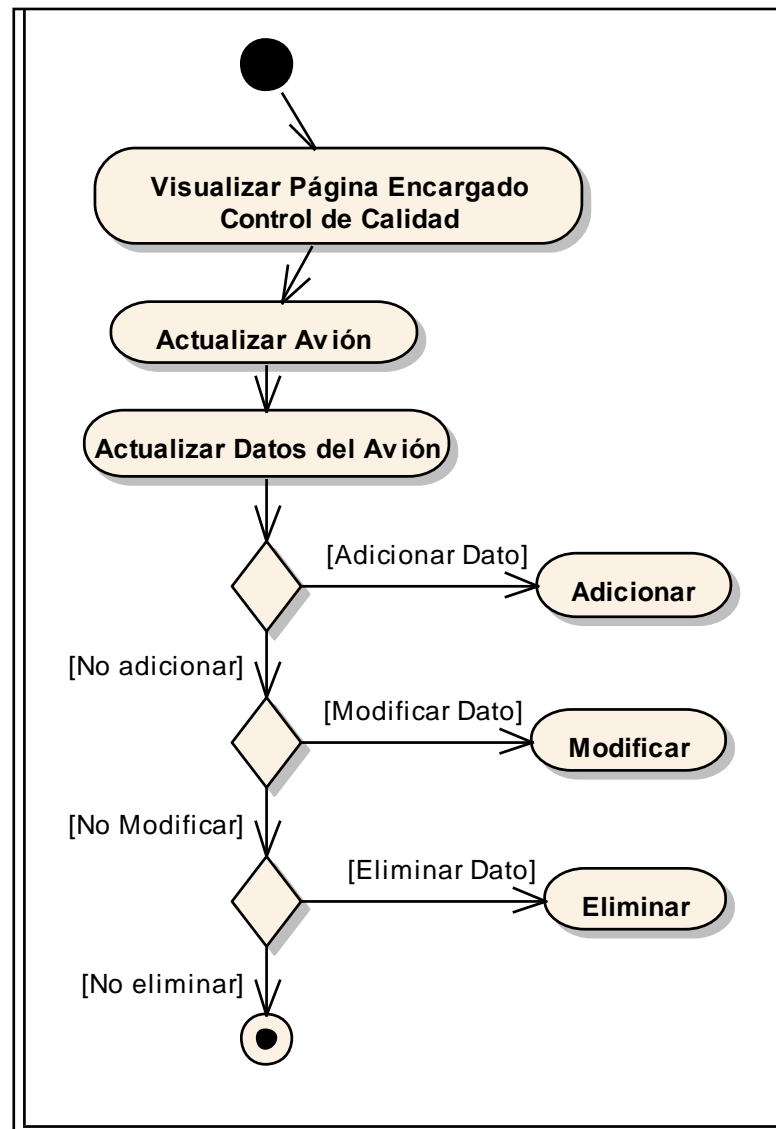 Visualizar Página Encargado
Control de Calidad
Actualizar Avión
Actualizar Datos del Avión
[Adicionar Dato]
Adicionar
[No adicionar]
[Modificar Dato]
Modificar
[No Modificar]
[Eliminar Dato]
Eliminar
[No eliminar]